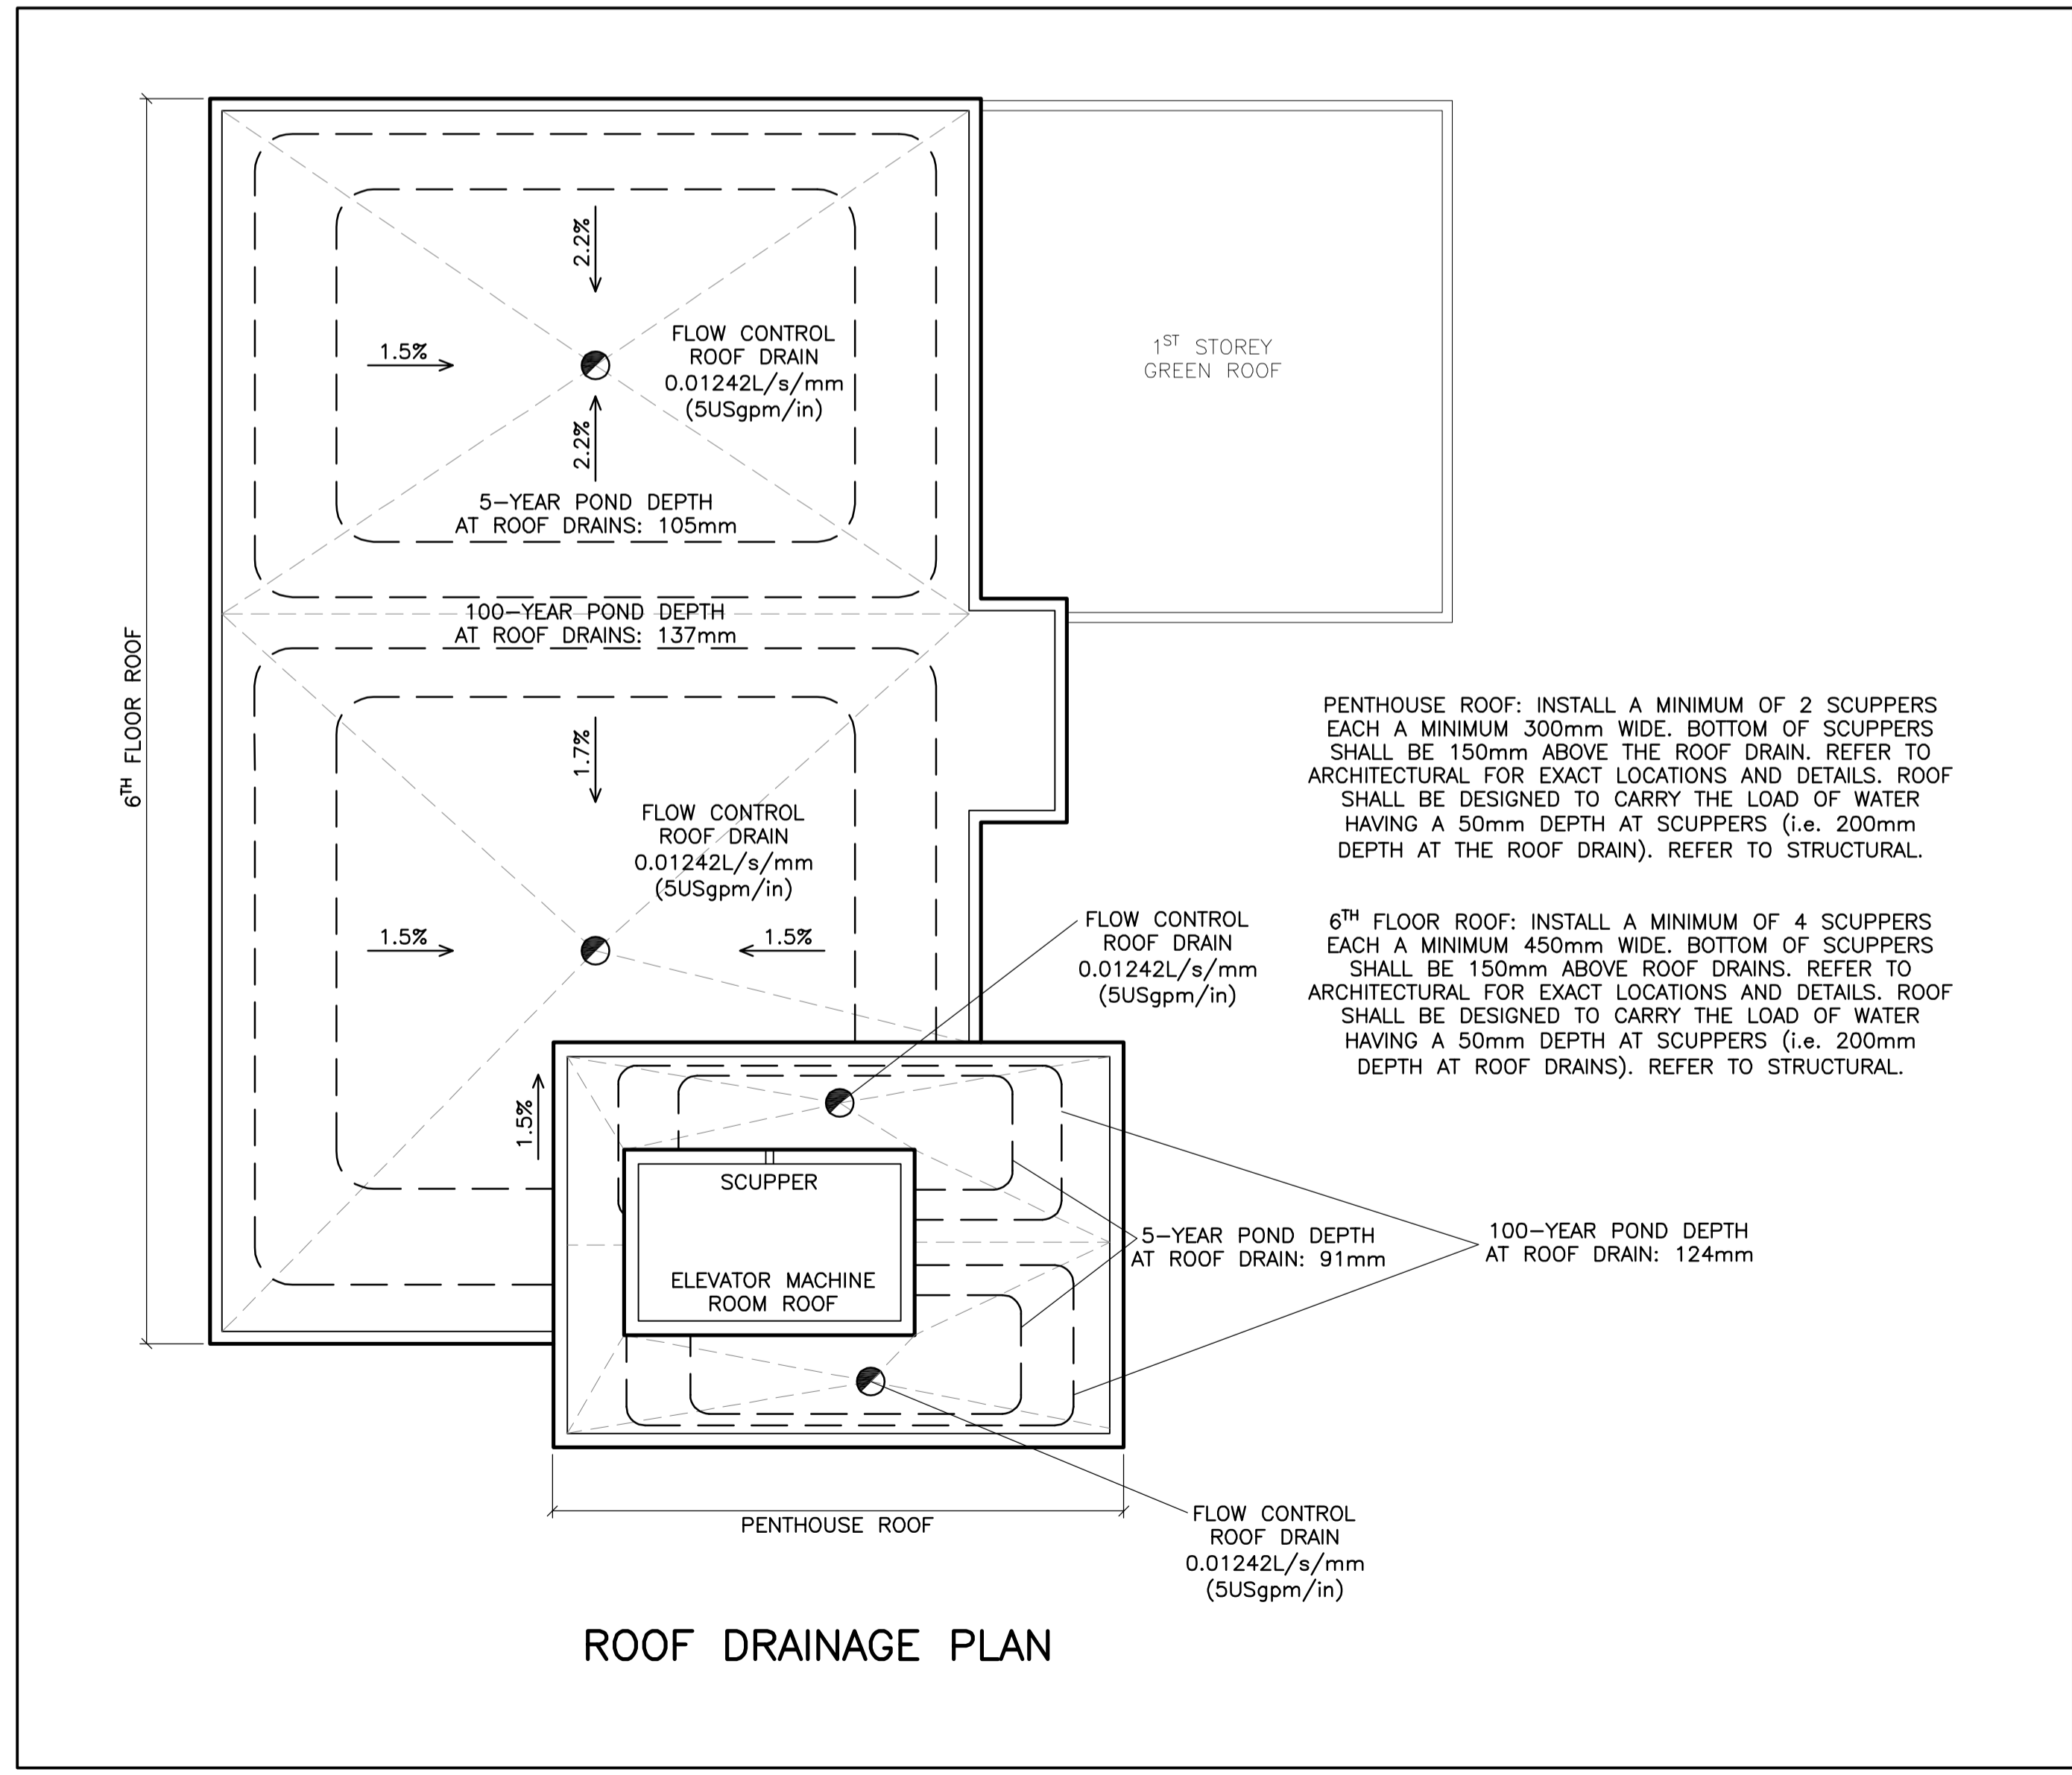 2.2%
FLOW CONTROL
ROOF DRAIN
0.01242L/s/mm
(5USgpm/in)
1.5%
2.2%
5-YEAR POND DEPTH
AT ROOF DRAINS: 105mm
1ST STOREY
GREEN ROOF
100-YEAR POND DEPTH
AT ROOF DRAINS: 137mm
6TH FLOOR ROOF
1.7%
FLOW CONTROL
ROOF DRAIN
0.01242L/s/mm
(5USgpm/in)
1.5%
1.5%
1.5%
PENTHOUSE ROOF: INSTALL A MINIMUM OF 2 SCUPPERS
EACH A MINIMUM 300mm WIDE. BOTTOM OF SCUPPERS
SHALL BE 150mm ABOVE THE ROOF DRAIN. REFER TO
ARCHITECTURAL FOR EXACT LOCATIONS AND DETAILS. ROOF
SHALL BE DESIGNED TO CARRY THE LOAD OF WATER
HAVING A 50mm DEPTH AT SCUPPERS (i.e. 200mm
DEPTH AT THE ROOF DRAIN). REFER TO STRUCTURAL.
6TH FLOOR ROOF: INSTALL A MINIMUM OF 4 SCUPPERS
EACH A MINIMUM 450mm WIDE. BOTTOM OF SCUPPERS
SHALL BE 150mm ABOVE ROOF DRAINS. REFER TO
ARCHITECTURAL FOR EXACT LOCATIONS AND DETAILS. ROOF
SHALL BE DESIGNED TO CARRY THE LOAD OF WATER
HAVING A 50mm DEPTH AT SCUPPERS (i.e. 200mm
DEPTH AT ROOF DRAINS). REFER TO STRUCTURAL.
FLOW CONTROL
ROOF DRAIN
0.01242L/s/mm
(5USgpm/in)
SCUPPER
ELEVATOR MACHINE
ROOM ROOF
5-YEAR POND DEPTH
AT ROOF DRAIN: 91mm
100-YEAR POND DEPTH
AT ROOF DRAIN: 124mm
PENTHOUSE ROOF
FLOW CONTROL
ROOF DRAIN
0.01242L/s/mm
(5USgpm/in)
ROOF DRAINAGE PLAN